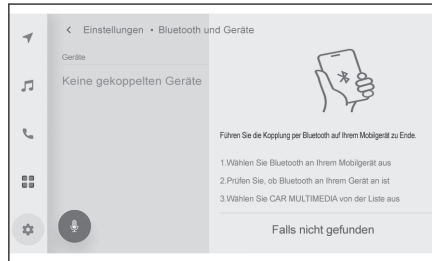 Einstellungen • Bluetooth und Geräte
Geräte
Keine gekoppelten Geräte
Führen Sie die Kopplung per Bluetooth auf Ihrem Mobilgerät zu Ende.
1.Wählen Sie Bluetooth an Ihrem Mobilgerät aus
2.Prüfen Sie, ob Bluetooth an Ihrem Gerät an ist
3.Wählen Sie CAR MULTIMEDIA von der Liste aus
Falls nicht gefunden